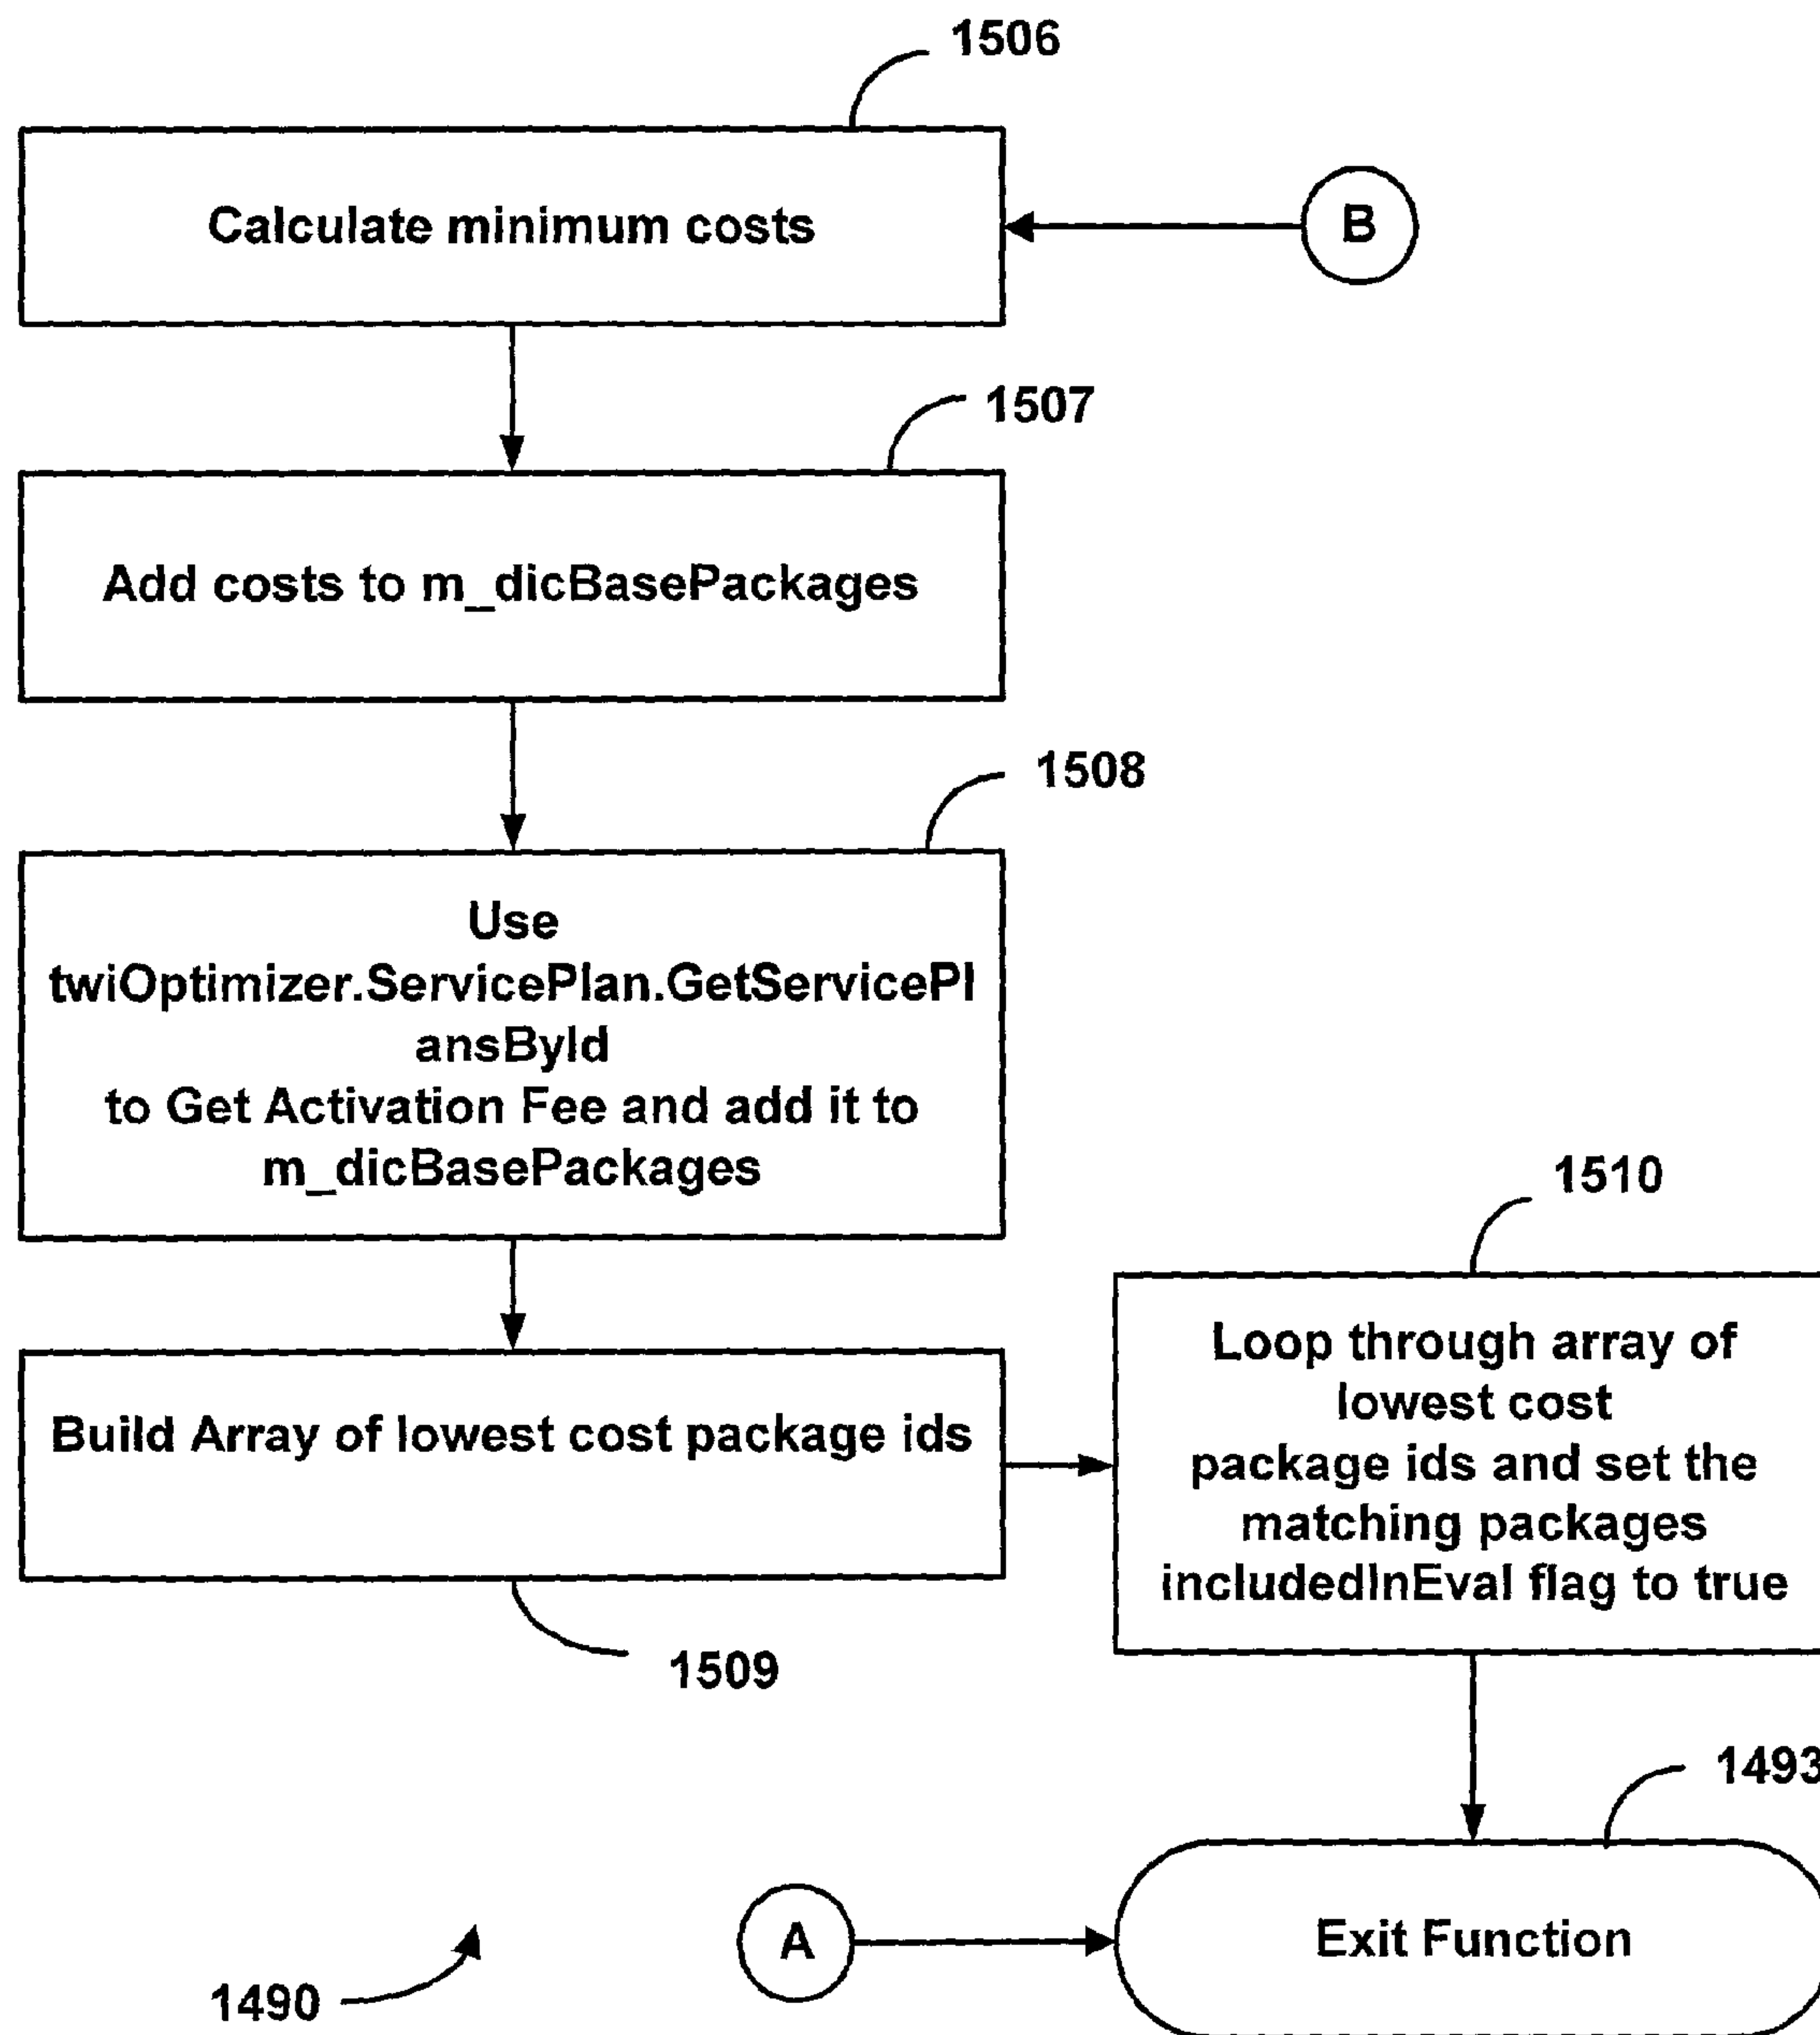 1506
Calculate minimum costs
B
1507
Add costs to m_dicBasePackages
1508
Use
twiOptimizer.ServicePlan.GetServicePl
ansById
to Get Activation Fee and add it to
m_dicBasePackages
1509
Build Array of lowest cost package ids
1510
Loop through array of
lowest cost
package ids and set the
matching packages
includedInEval flag to true
1493
Exit Function
A
1490